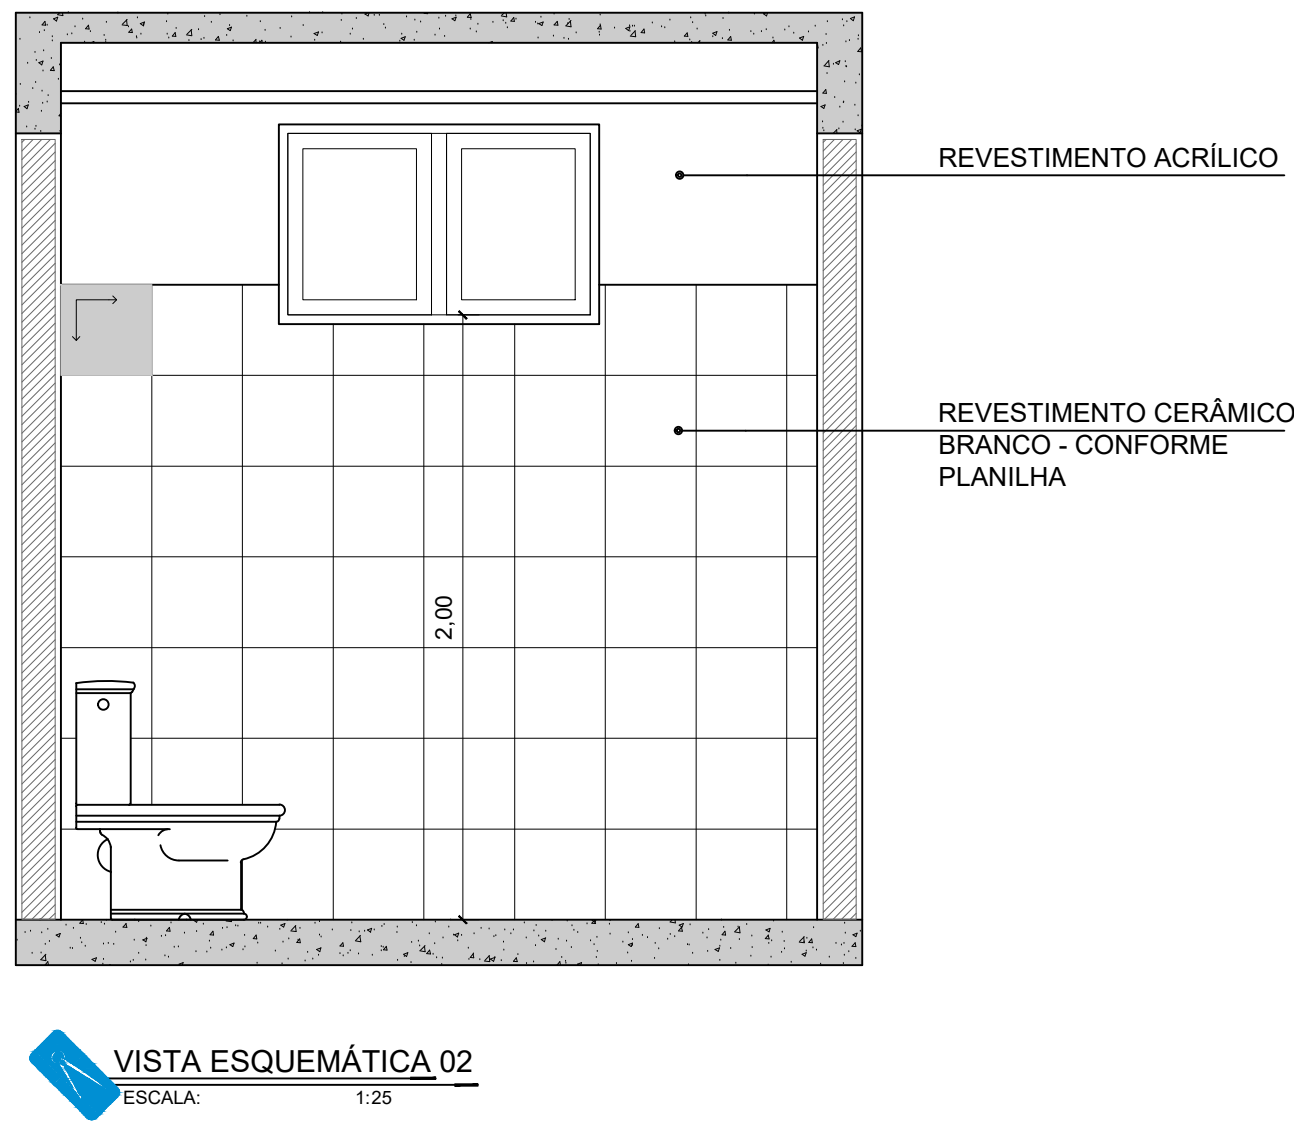 REVESTIMENTO ACRÍLICO
REVESTIMENTO CERÂMICO
BRANCO - CONFORME
PLANILHA
2,00
VISTA ESQUEMÁTICA 02
ESCALA: 1:25